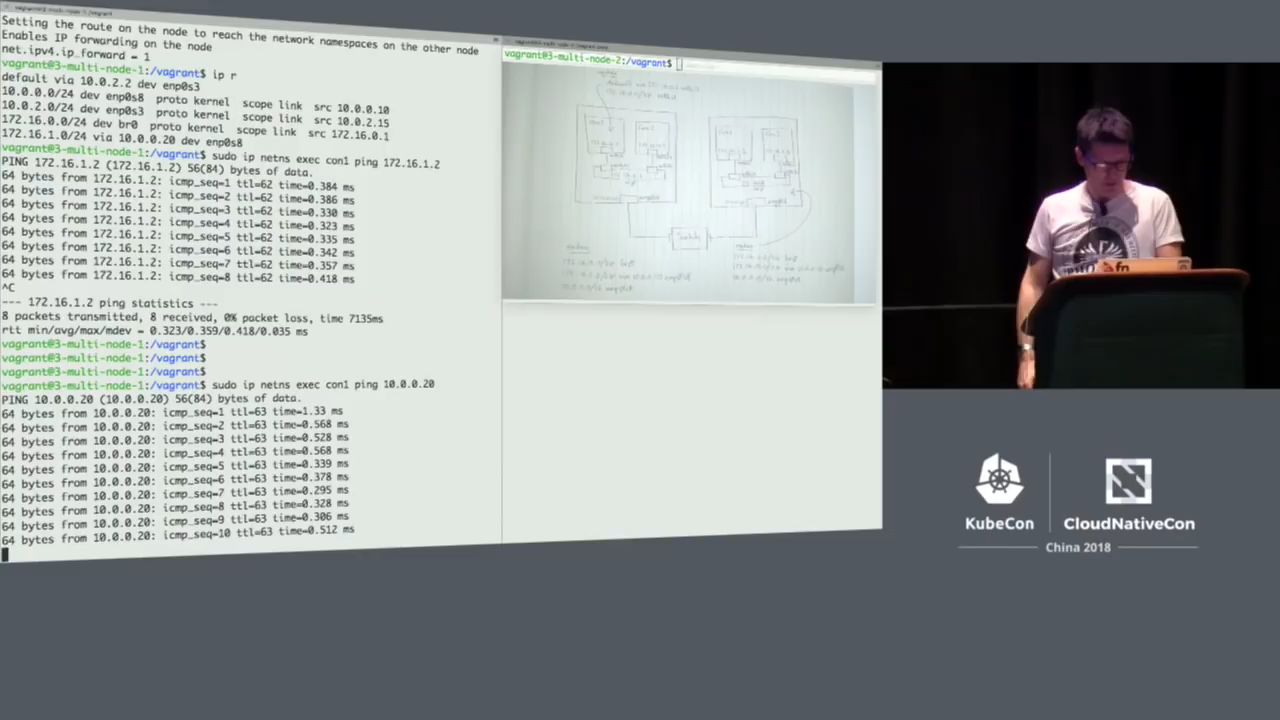 Setting the route on the node to reach the network namespaces on the other node
Enables IP forwarding on the node
net.ipv4.ip_forward = 1
vagrant@3-multi-node-1:/vagrant$ ip r
default via 10.0.2.2 dev enp0s3
10.0.0.0/24 dev enp0s8 proto kernel scope link src 10.0.0.10
10.0.2.0/24 dev enp0s3 proto kernel scope link src 10.0.2.15
172.16.0.0/24 dev br0 proto kernel scope link src 172.16.0.1
172.16.1.0/24 via 10.0.0.20 dev enp0s8
vagrant@3-multi-node-1:/vagrant$ sudo ip netns exec con1 ping 172.16.1.2
PING 172.16.1.2 (172.16.1.2) 56(84) bytes of data.
64 bytes from 172.16.1.2: icmp_seq=1 ttl=62 time=0.384 ms
64 bytes from 172.16.1.2: icmp_seq=2 ttl=62 time=0.386 ms
64 bytes from 172.16.1.2: icmp_seq=3 ttl=62 time=0.330 ms
64 bytes from 172.16.1.2: icmp_seq=4 ttl=62 time=0.323 ms
64 bytes from 172.16.1.2: icmp_seq=5 ttl=62 time=0.335 ms
64 bytes from 172.16.1.2: icmp_seq=6 ttl=62 time=0.342 ms
64 bytes from 172.16.1.2: icmp_seq=7 ttl=62 time=0.357 ms
64 bytes from 172.16.1.2: icmp_seq=8 ttl=62 time=0.418 ms
^C
--- 172.16.1.2 ping statistics ---
8 packets transmitted, 8 received, 0% packet loss, time 7135ms
rtt min/avg/max/mdev = 0.323/0.359/0.418/0.035 ms
vagrant@3-multi-node-1:/vagrant$
vagrant@3-multi-node-1:/vagrant$
vagrant@3-multi-node-1:/vagrant$
vagrant@3-multi-node-1:/vagrant$ sudo ip netns exec con1 ping 10.0.0.20
PING 10.0.0.20 (10.0.0.20) 56(84) bytes of data.
64 bytes from 10.0.0.20: icmp_seq=1 ttl=63 time=1.33 ms
64 bytes from 10.0.0.20: icmp_seq=2 ttl=63 time=0.568 ms
64 bytes from 10.0.0.20: icmp_seq=3 ttl=63 time=0.528 ms
64 bytes from 10.0.0.20: icmp_seq=4 ttl=63 time=0.568 ms
64 bytes from 10.0.0.20: icmp_seq=5 ttl=63 time=0.339 ms
64 bytes from 10.0.0.20: icmp_seq=6 ttl=63 time=0.378 ms
64 bytes from 10.0.0.20: icmp_seq=7 ttl=63 time=0.295 ms
64 bytes from 10.0.0.20: icmp_seq=8 ttl=63 time=0.328 ms
64 bytes from 10.0.0.20: icmp_seq=9 ttl=63 time=0.306 ms
64 bytes from 10.0.0.20: icmp_seq=10 ttl=63 time=0.512 ms
vagrant@3-multi-node-2:/vagrant$
fn
KubeCon
CloudNativeCon
China 2018